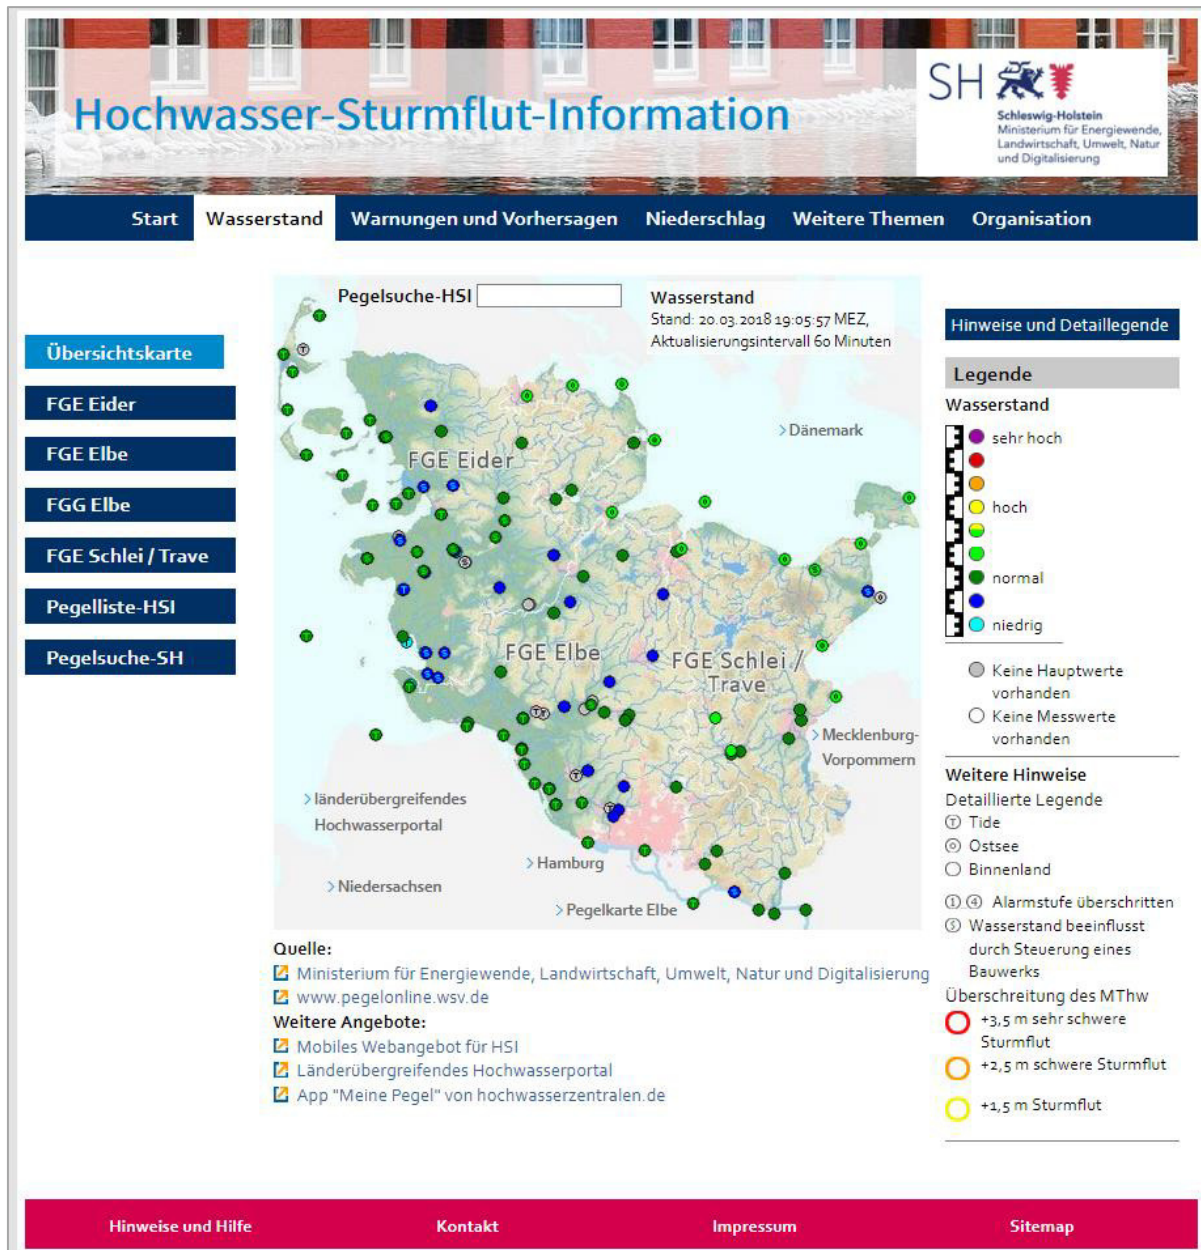 Hochwasser-Sturmflut-Information
SH
Schleswig-Holstein
Ministerium für Energiewende,
Landwirtschaft, Umwelt, Natur
und Digitalisierung
Start Wasserstand Warnungen und Vorhersagen Niederschlag Weitere Themen Organisation
Übersichtskarte
FGE Eider
FGE Elbe
FGG Elbe
FGE Schlei / Trave
Pegelliste-HSI
Pegelsuche-SH
Pegelsuche-HSI
Wasserstand
Stand: 20.03.2018 19:05:57 MEZ,
Aktualisierungsintervall 60 Minuten
Dänemark
FGE Eider
FGE Elbe
FGE Schlei /
Trave
Mecklenburg-
Vorpommern
länderübergreifendes
Hochwasserportal
Hamburg
Niedersachsen
Pegelkarte Elbe
Hinweise und Detaillegende
Legende
Wasserstand
sehr hoch
hoch
normal
niedrig
Keine Hauptwerte
vorhanden
Keine Messwerte
vorhanden
Weitere Hinweise
Detaillierte Legende
T Tide
O Ostsee
Binnenland
1 4 Alarmstufe überschritten
S Wasserstand beeinflusst
durch Steuerung eines
Bauwerks
Überschreitung des MThw
+3,5 m sehr schwere
Sturmflut
+2,5 m schwere Sturmflut
+1,5 m Sturmflut
Quelle:
Ministerium für Energiewende, Landwirtschaft, Umwelt, Natur und Digitalisierung
www.pegelonline.wsv.de
Weitere Angebote:
Mobiles Webangebot für HSI
Länderübergreifendes Hochwasserportal
App "Meine Pegel" von hochwasserzentralen.de
Hinweise und Hilfe Kontakt Impressum Sitemap